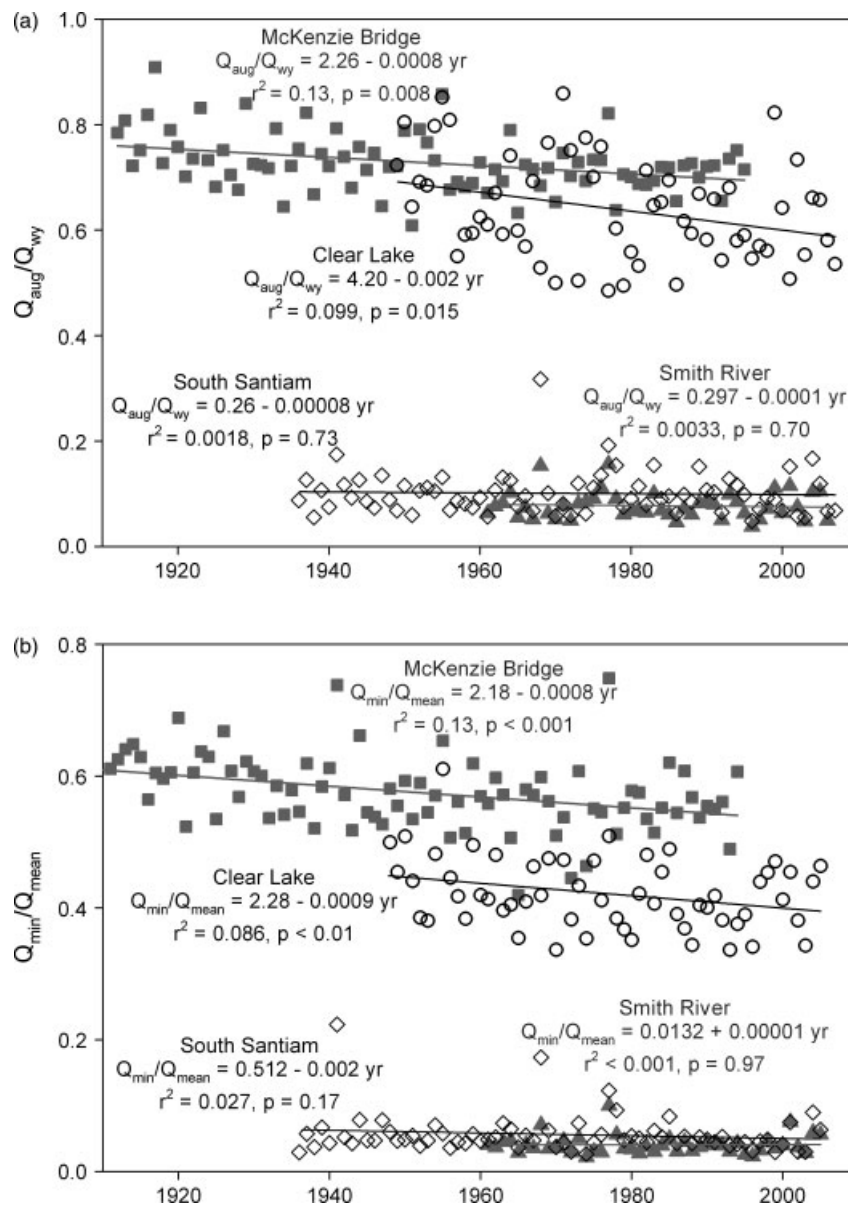 (a)
1.0
McKenzie Bridge
Qaug/Qwy = 2.26 - 0.0008 yr
r2 = 0.13, p = 0.008
0.8
0.6
Clear Lake
Qaug/Qwy = 4.20 - 0.002 yr
r2 = 0.099, p = 0.015
Qaug/Qwy
0.4
South Santiam
Qaug/Qwy = 0.26 - 0.00008 yr
r2 = 0.0018, p = 0.73
Smith River
Qaug/Qwy = 0.297 - 0.0001 yr
r2 = 0.0033, p = 0.70
0.2
0.0
1920 1940 1960 1980 2000
(b)
0.8
McKenzie Bridge
Qmin/Qmean = 2.18 - 0.0008 yr
r2 = 0.13, p < 0.001
0.6
Clear Lake
Qmin/Qmean = 2.28 - 0.0009 yr
r2 = 0.086, p < 0.01
Qmin/Qmean
0.4
0.2
South Santiam
Qmin/Qmean = 0.512 - 0.002 yr
r2 = 0.027, p = 0.17
Smith River
Qmin/Qmean = 0.0132 + 0.00001 yr
r2 < 0.001, p = 0.97
0.0
1920 1940 1960 1980 2000